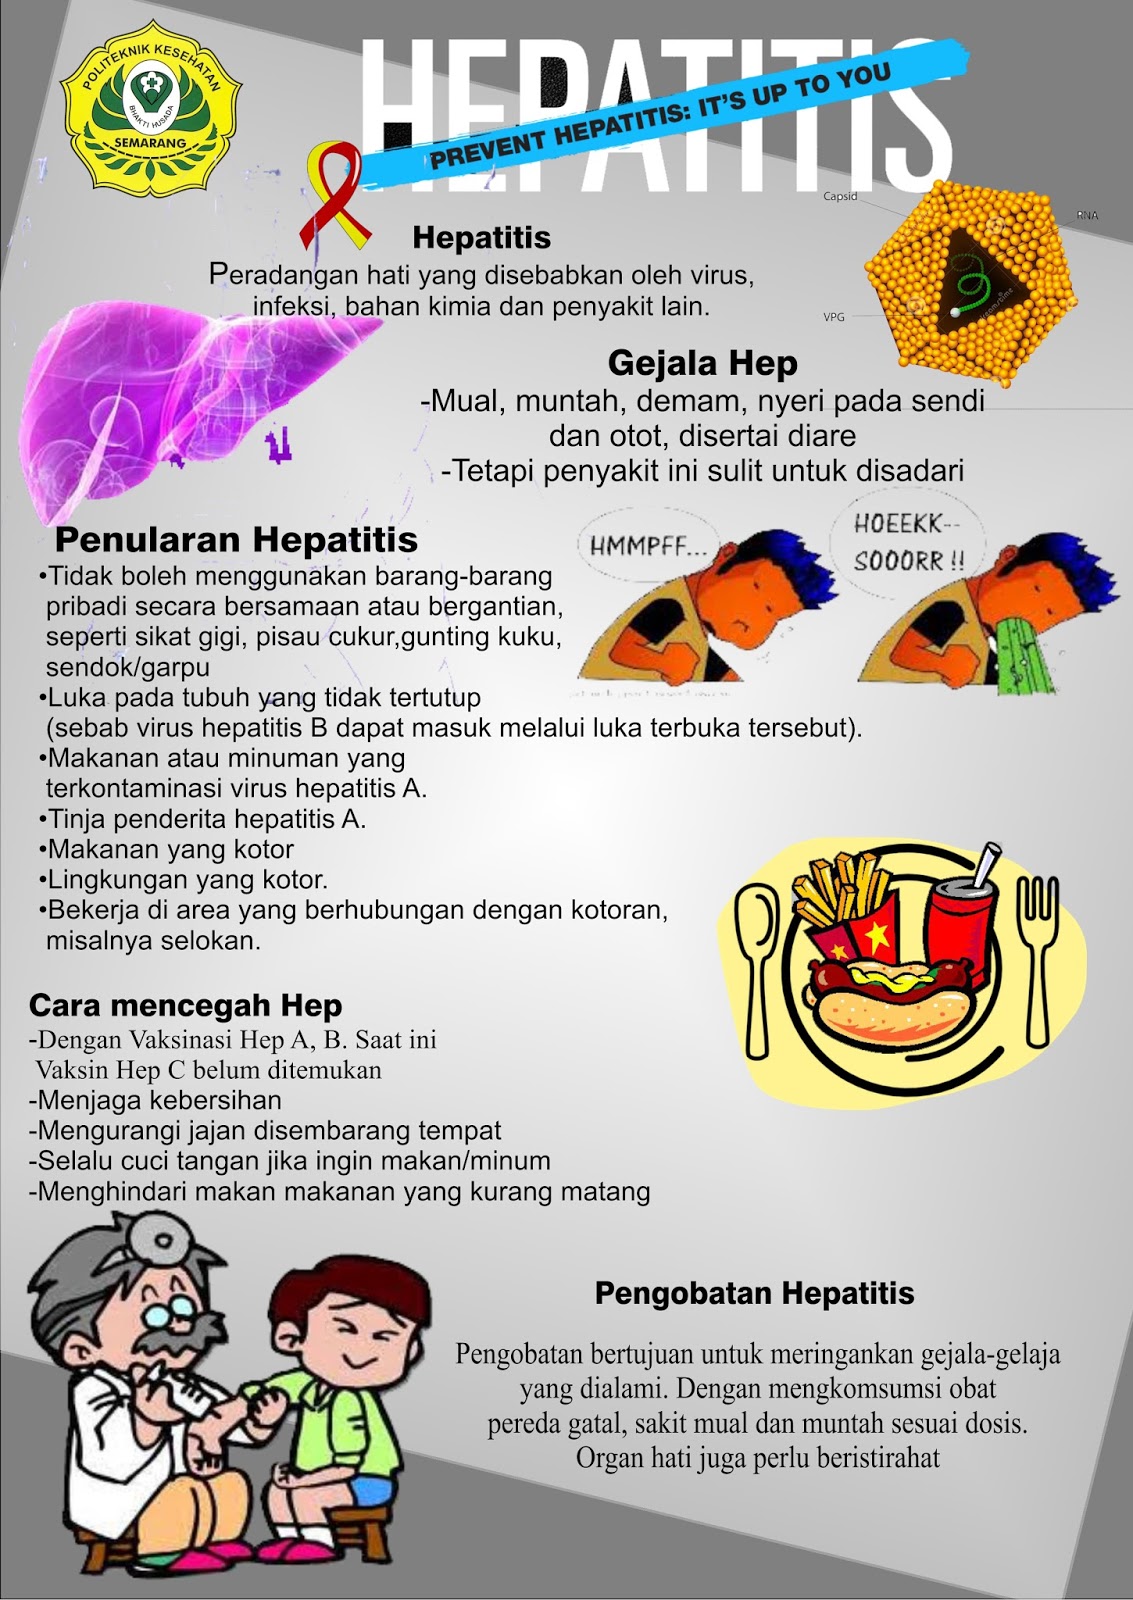 POLITEKNIK KESEHATAN
BHAKTI HUSADA
SEMARANG
HEPATITIS
PREVENT HEPATITIS: IT'S UP TO YOU
Capsid
RNA
VPG
Hepatitis
Peradangan hati yang disebabkan oleh virus,
infeksi, bahan kimia dan penyakit lain.
Gejala Hep
-Mual, muntah, demam, nyeri pada sendi
dan otot, disertai diare
-Tetapi penyakit ini sulit untuk disadari
HMMPFF...
HOEEKK--
SOOORR !!
Penularan Hepatitis
•Tidak boleh menggunakan barang-barang
pribadi secara bersamaan atau bergantian,
seperti sikat gigi, pisau cukur,gunting kuku,
sendok/garpu
•Luka pada tubuh yang tidak tertutup
(sebab virus hepatitis B dapat masuk melalui luka terbuka tersebut).
•Makanan atau minuman yang
terkontaminasi virus hepatitis A.
•Tinja penderita hepatitis A.
•Makanan yang kotor
•Lingkungan yang kotor.
•Bekerja di area yang berhubungan dengan kotoran,
misalnya selokan.
Cara mencegah Hep
-Dengan Vaksinasi Hep A, B. Saat ini
Vaksin Hep C belum ditemukan
-Menjaga kebersihan
-Mengurangi jajan disembarang tempat
-Selalu cuci tangan jika ingin makan/minum
-Menghindari makan makanan yang kurang matang
Pengobatan Hepatitis
Pengobatan bertujuan untuk meringankan gejala-gelaja
yang dialami. Dengan mengkomsumsi obat
pereda gatal, sakit mual dan muntah sesuai dosis.
Organ hati juga perlu beristirahat